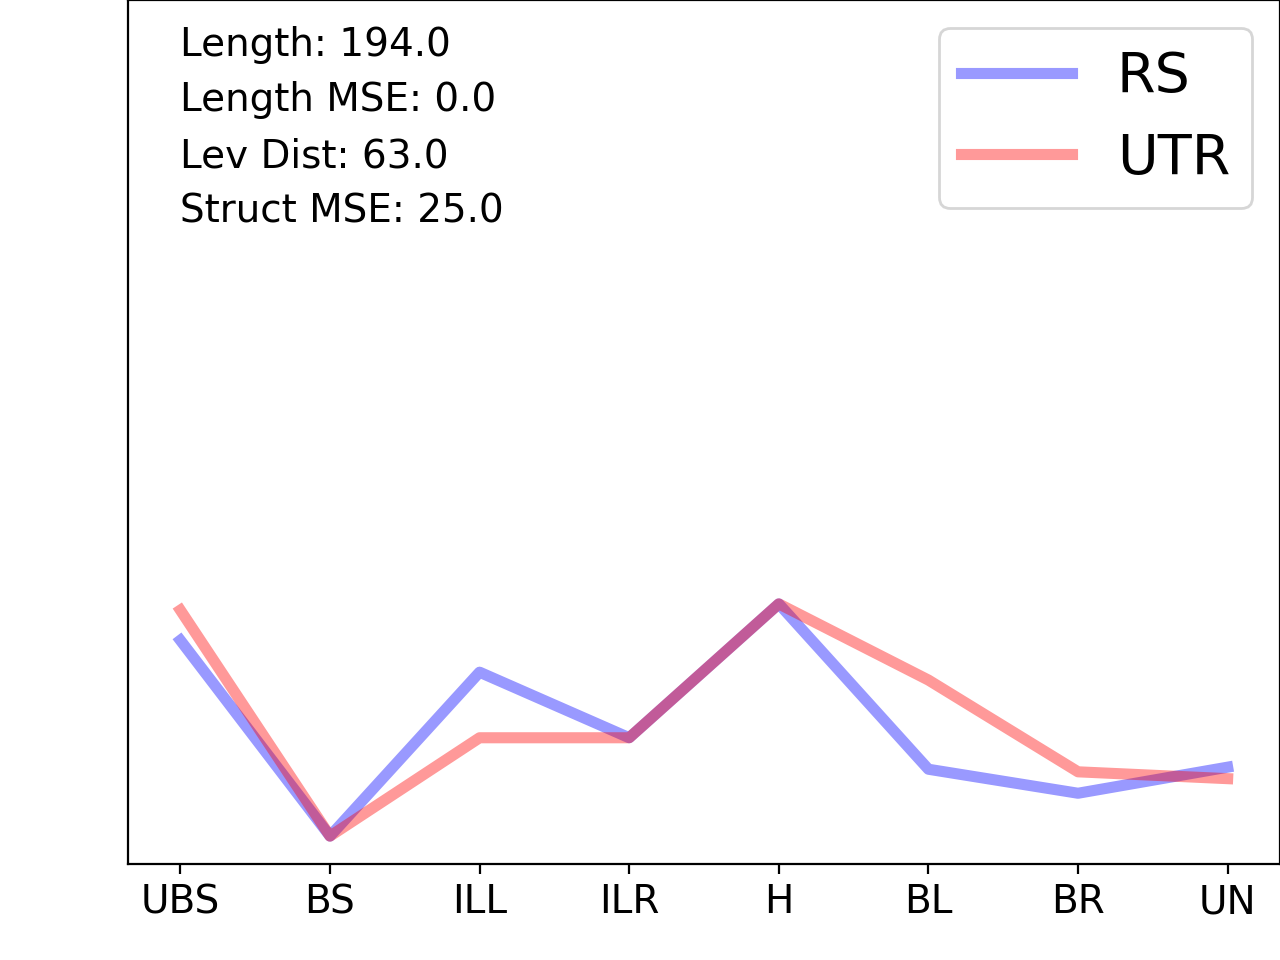 Length: 194.0
Length MSE: 0.0
Lev Dist: 63.0
Struct MSE: 25.0
RS
UTR
UBS BS ILL ILR H BL BR UN